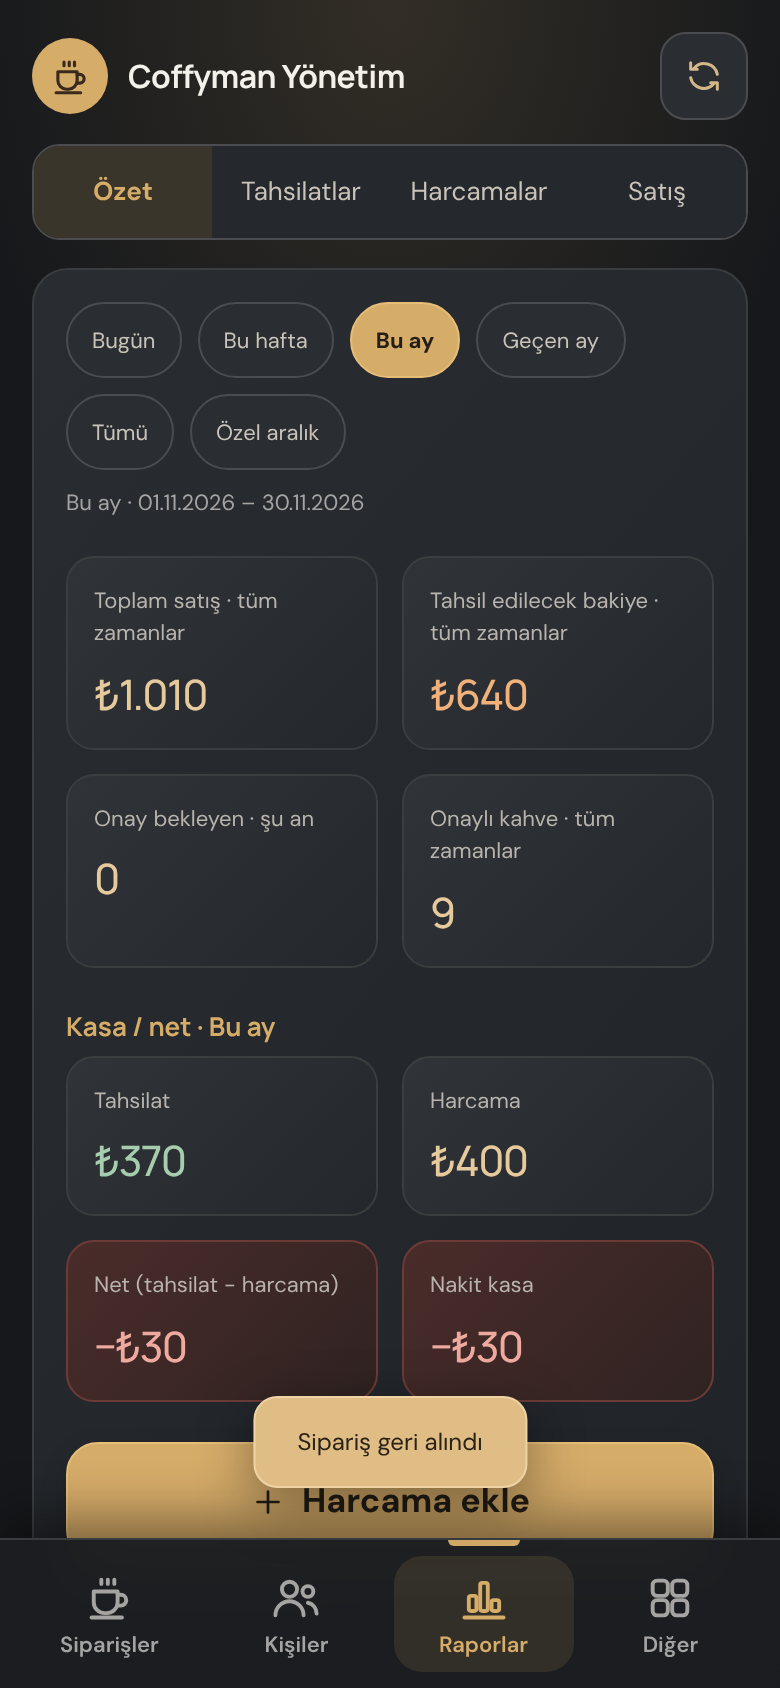 Coffyman Yönetim
Özet
Tahsilatlar
Harcamalar
Satış
Bugün
Bu hafta
Bu ay
Geçen ay
Tümü
Özel aralık
Bu ay · 01.11.2026 – 30.11.2026
Toplam satış · tüm
zamanlar
₺1.010
Tahsil edilecek bakiye ·
tüm zamanlar
₺640
Onay bekleyen · şu an
0
Onaylı kahve · tüm
zamanlar
9
Kasa / net · Bu ay
Tahsilat
₺370
Harcama
₺400
Net (tahsilat − harcama)
−₺30
Nakit kasa
−₺30
Sipariş geri alındı
+ Harcama ekle
Siparişler
Kişiler
Raporlar
Diğer